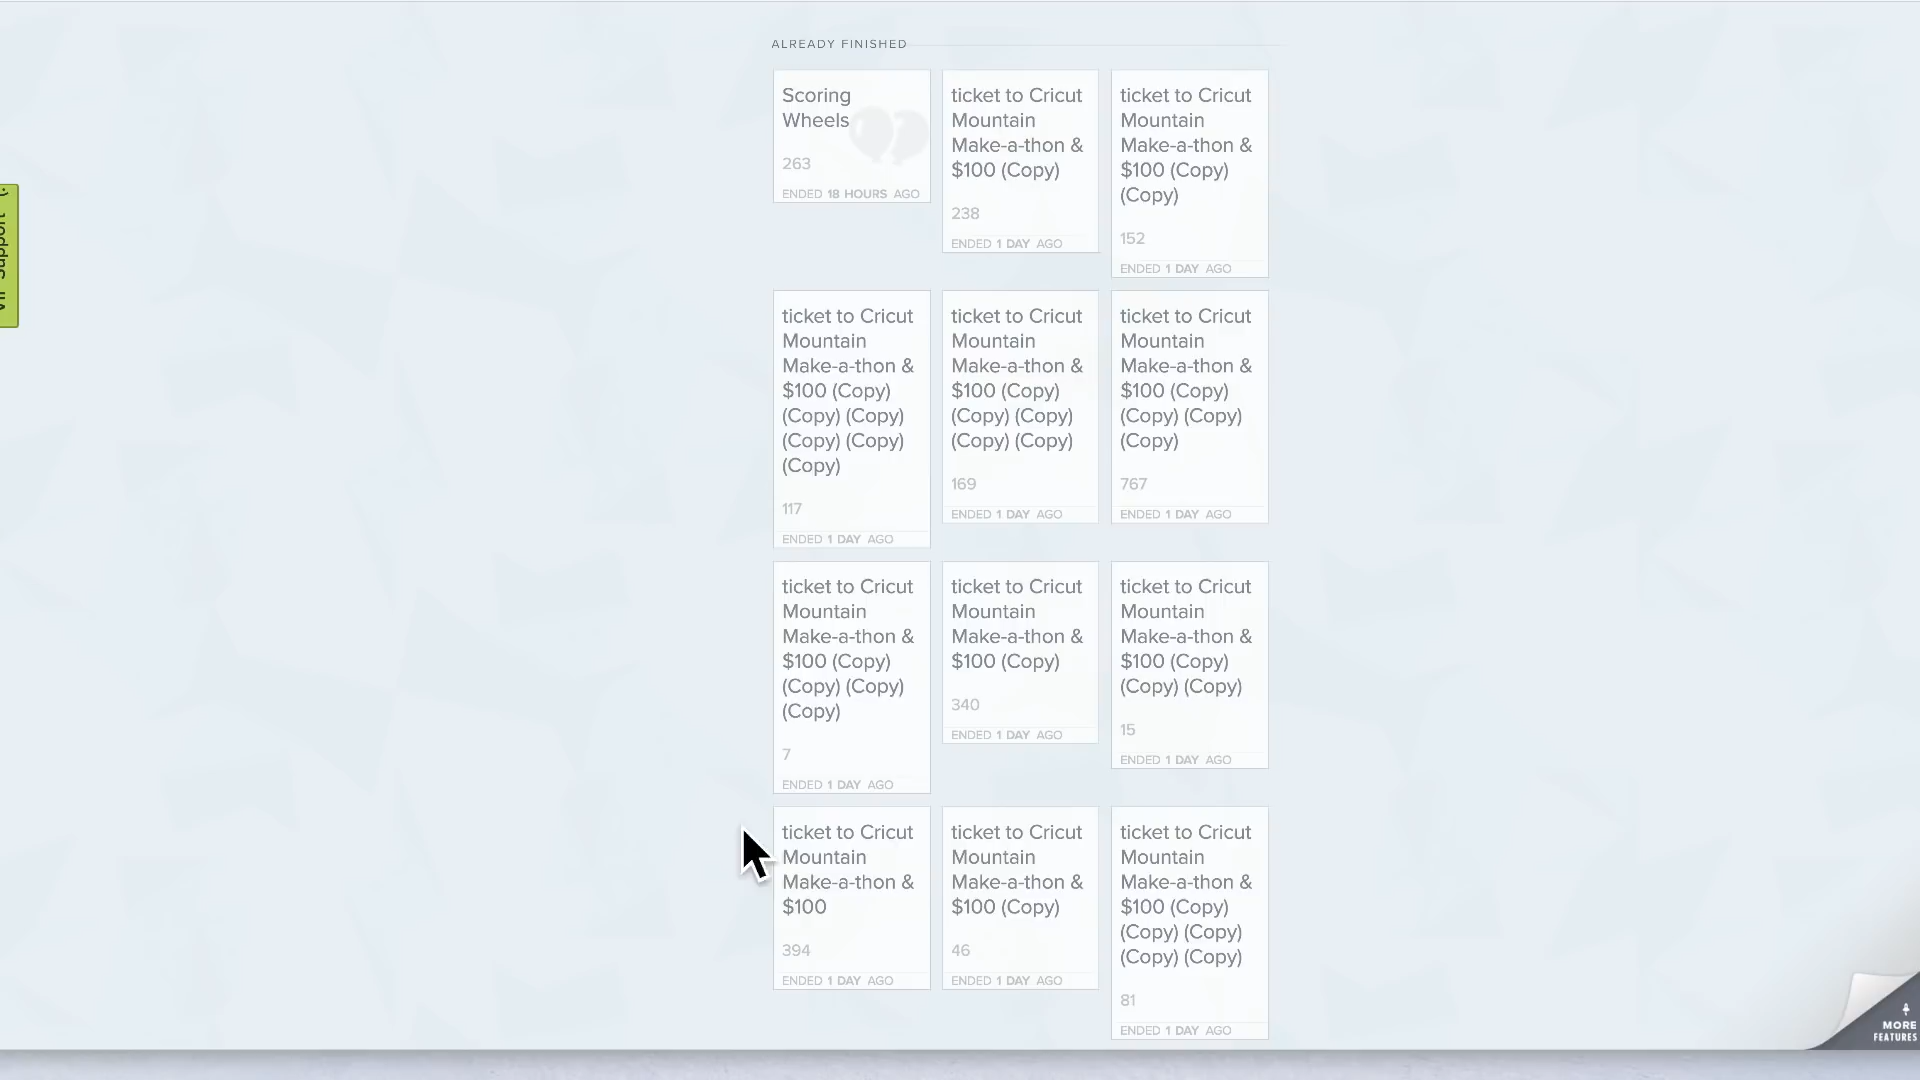 ALREADY FINISHED
Scoring
Wheels
263
ENDED 18 HOURS AGO
ticket to Cricut
Mountain
Make-a-thon &
$100 (Copy)
238
ENDED 1 DAY AGO
ticket to Cricut
Mountain
Make-a-thon &
$100 (Copy)
(Copy)
152
ENDED 1 DAY AGO
ticket to Cricut
Mountain
Make-a-thon &
$100 (Copy)
(Copy) (Copy)
(Copy) (Copy)
(Copy)
117
ENDED 1 DAY AGO
ticket to Cricut
Mountain
Make-a-thon &
$100 (Copy)
(Copy) (Copy)
(Copy) (Copy)
169
ENDED 1 DAY AGO
ticket to Cricut
Mountain
Make-a-thon &
$100 (Copy)
(Copy) (Copy)
(Copy)
767
ENDED 1 DAY AGO
ticket to Cricut
Mountain
Make-a-thon &
$100 (Copy)
(Copy) (Copy)
(Copy)
7
ENDED 1 DAY AGO
ticket to Cricut
Mountain
Make-a-thon &
$100 (Copy)
340
ENDED 1 DAY AGO
ticket to Cricut
Mountain
Make-a-thon &
$100 (Copy)
(Copy) (Copy)
15
ENDED 1 DAY AGO
ticket to Cricut
Mountain
Make-a-thon &
$100
394
ENDED 1 DAY AGO
ticket to Cricut
Mountain
Make-a-thon &
$100 (Copy)
46
ENDED 1 DAY AGO
ticket to Cricut
Mountain
Make-a-thon &
$100 (Copy)
(Copy) (Copy)
(Copy) (Copy)
81
ENDED 1 DAY AGO
VIP Support
MORE
FEATURES